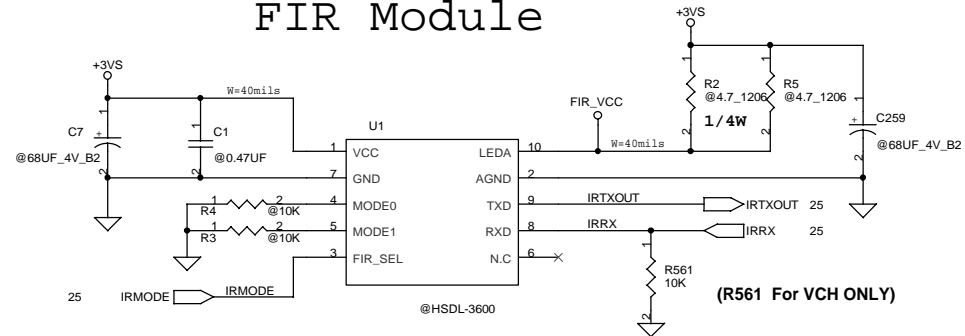 FIR Module
+3VS
+3VS
W=40mils
1
C7
+
@68UF_4V_B2
2
1
C1
@0.47UF
2
FIR_VCC
1
R2
@4.7_1206
2
1/4W
1
R5
@4.7_1206
2
W=40mils
1
+
C259
@68UF_4V_B2
2
U1
1 VCC
7 GND
4 MODE0
5 MODE1
3 FIR_SEL
LEDA 10
AGND 2
TXD 9
RXD 8
N.C 6
@HSDL-3600
R4 1 2 @10K
R3 1 2 @10K
IRTXOUT
IRTXOUT 25
IRRX
IRRX 25
1
R561
10K
2
(R561 For VCH ONLY)
25 IRMODE IRMODE